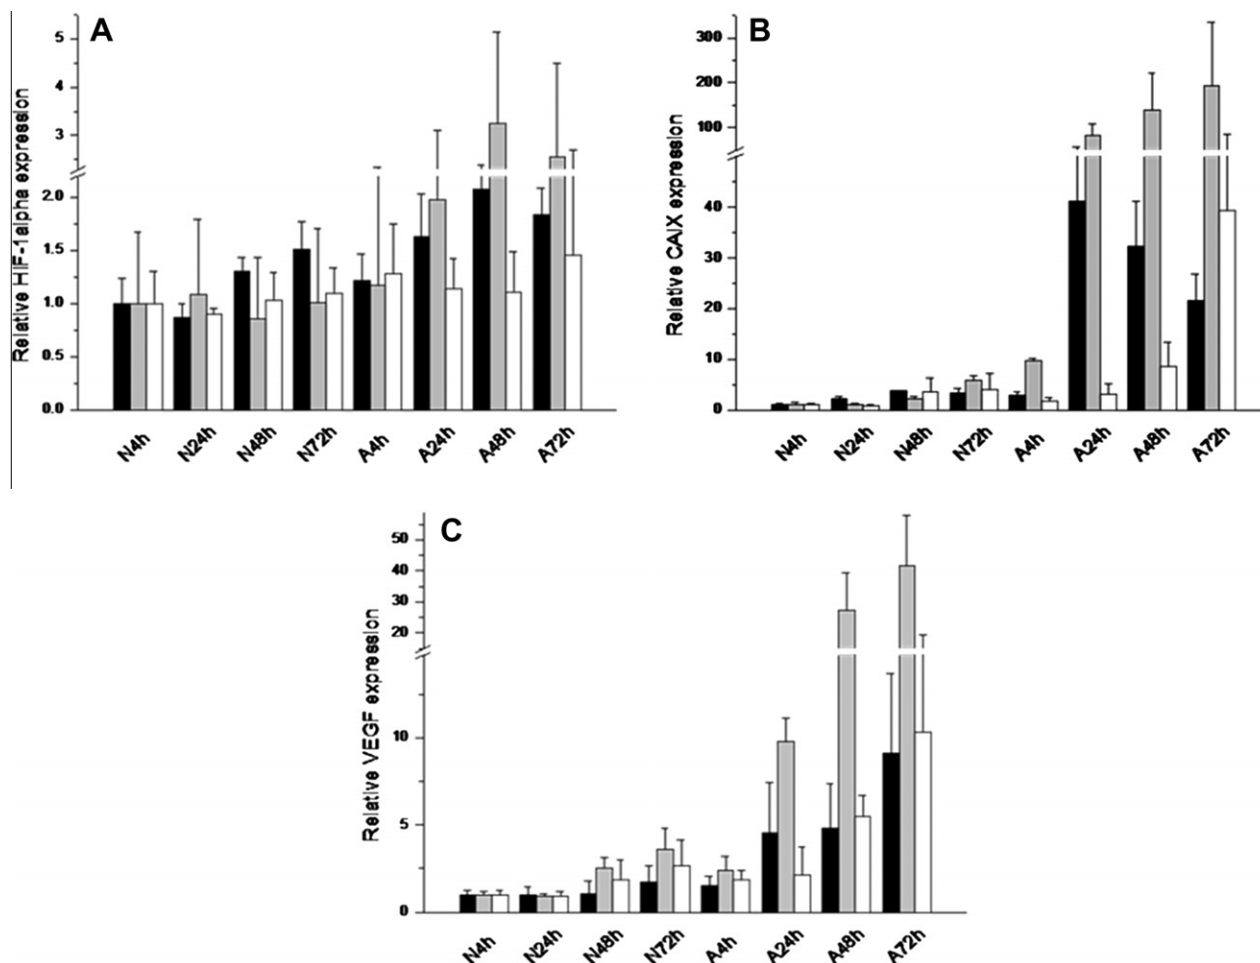 A
Relative HIF-1alpha expression
5
4
3
2.0
1.5
1.0
0.5
0.0
N4h N24h N48h N72h A4h A24h A48h A72h
B
Relative CAIX expression
300
200
100
40
30
20
10
0
N4h N24h N48h N72h A4h A24h A48h A72h
C
Relative VEGF expression
50
40
30
20
10
5
0
N4h N24h N48h N72h A4h A24h A48h A72h